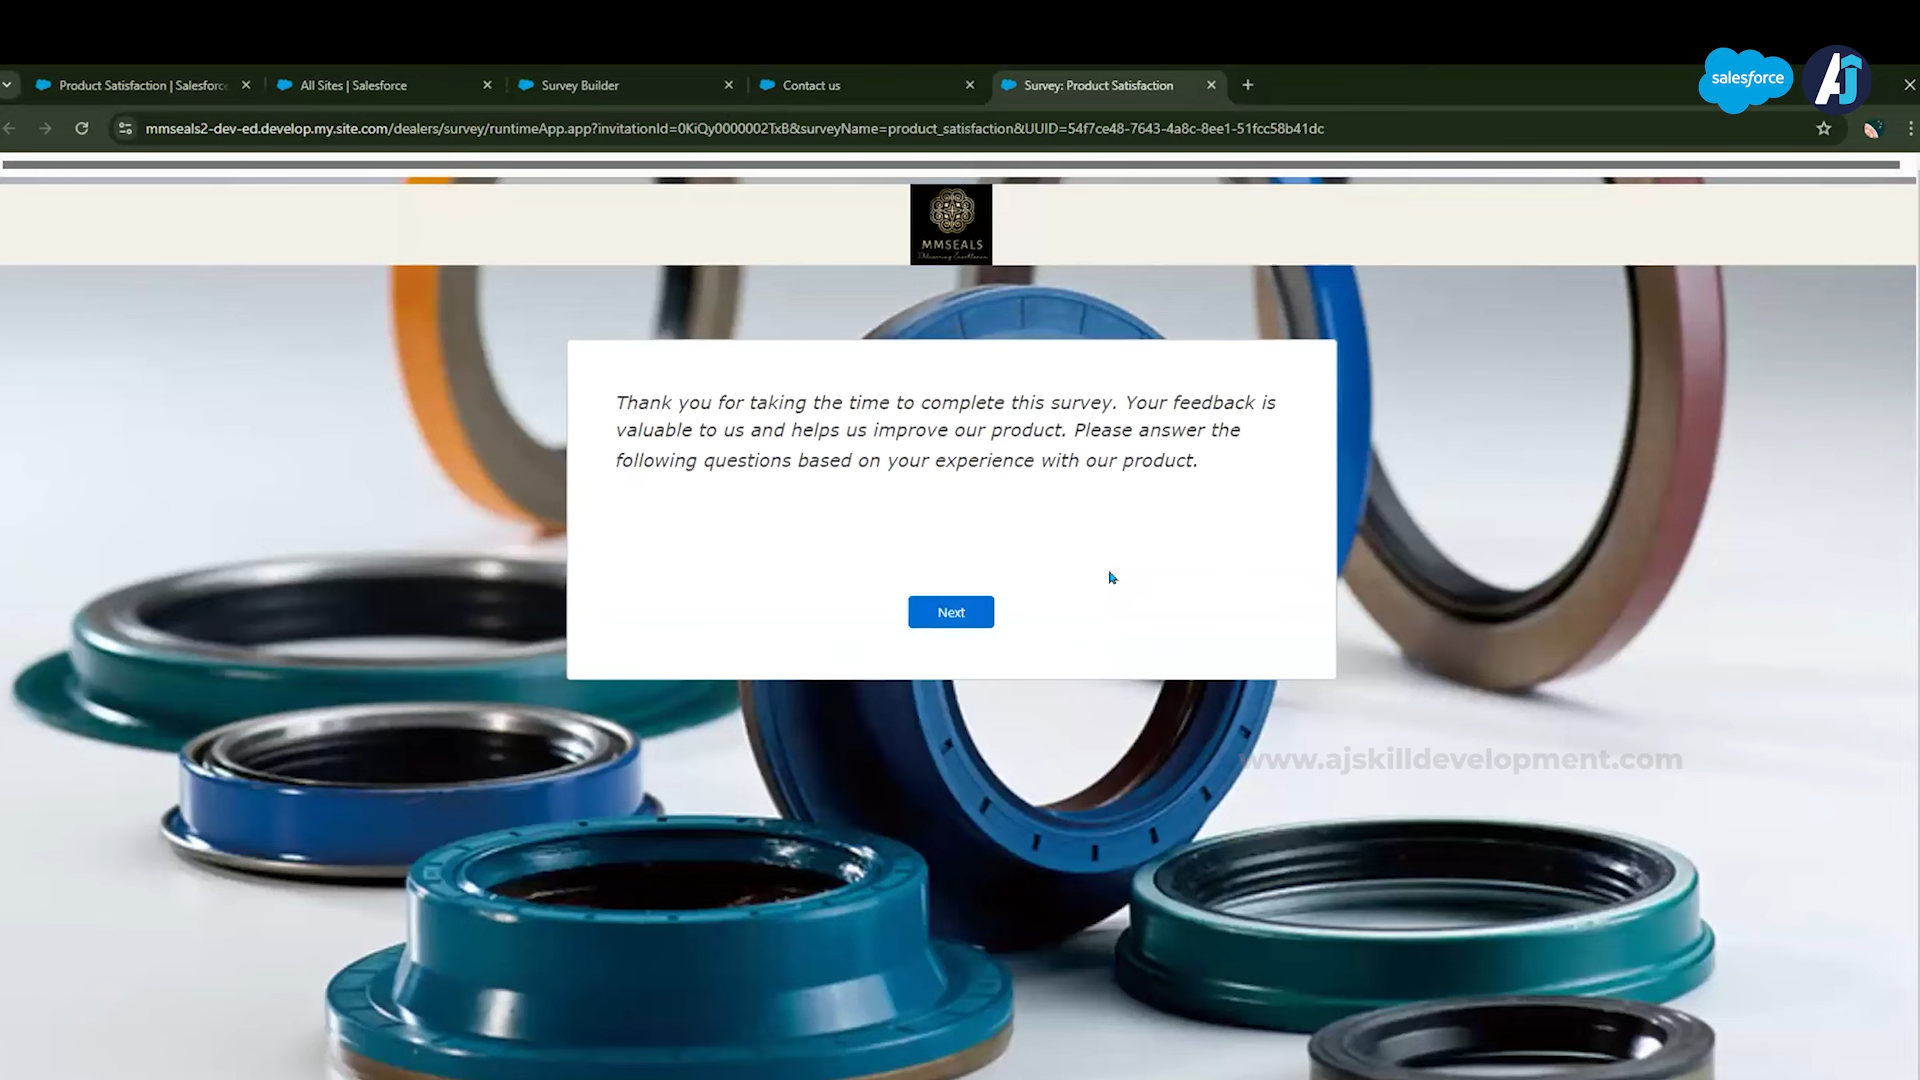 Product Satisfaction | Salesforc
All Sites | Salesforce
Survey Builder
Contact us
Survey: Product Satisfaction
salesforce
AJ
mmseals2-dev-ed.develop.my.site.com/dealers/survey/runtimeApp.app?invitationId=0KiQy0000002TxB&surveyName=product_satisfaction&UUID=54f7ce48-7643-4a8c-8ee1-51fcc58b41dc
MMSEALS
Delivering Excellence
Thank you for taking the time to complete this survey. Your feedback is
valuable to us and helps us improve our product. Please answer the
following questions based on your experience with our product.
Next
www.ajskilldevelopment.com